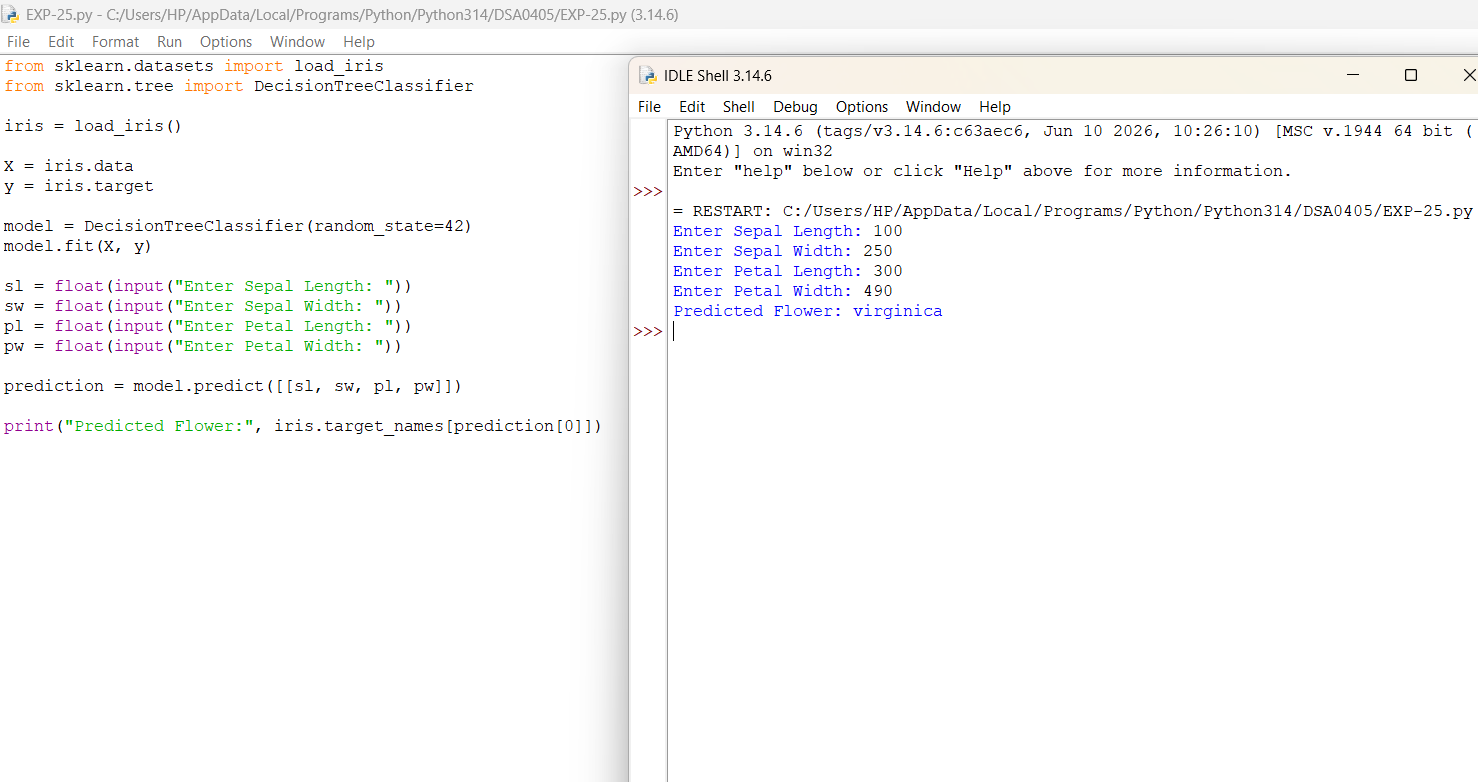 EXP-25.py - C:/Users/HP/AppData/Local/Programs/Python/Python314/DSA0405/EXP-25.py (3.14.6)
File Edit Format Run Options Window Help
from sklearn.datasets import load_iris
from sklearn.tree import DecisionTreeClassifier
iris = load_iris()
X = iris.data
y = iris.target
model = DecisionTreeClassifier(random_state=42)
model.fit(X, y)
sl = float(input("Enter Sepal Length: "))
sw = float(input("Enter Sepal Width: "))
pl = float(input("Enter Petal Length: "))
pw = float(input("Enter Petal Width: "))
prediction = model.predict([[sl, sw, pl, pw]])
print("Predicted Flower:", iris.target_names[prediction[0]])
IDLE Shell 3.14.6
File Edit Shell Debug Options Window Help
Python 3.14.6 (tags/v3.14.6:c63aec6, Jun 10 2026, 10:26:10) [MSC v.1944 64 bit (
AMD64)] on win32
Enter "help" below or click "Help" above for more information.
>>>
= RESTART: C:/Users/HP/AppData/Local/Programs/Python/Python314/DSA0405/EXP-25.py
Enter Sepal Length: 100
Enter Sepal Width: 250
Enter Petal Length: 300
Enter Petal Width: 490
Predicted Flower: virginica
>>>